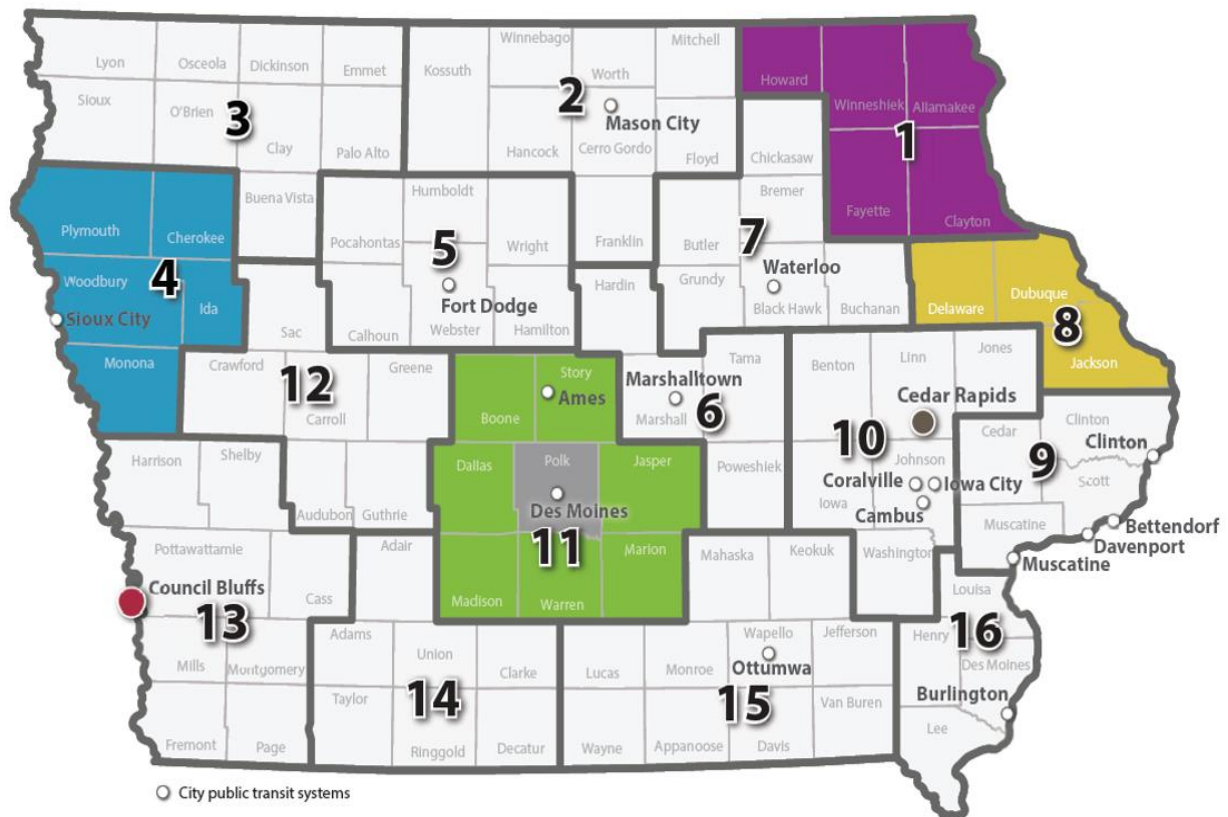 Lyon
Osceola
Dickinson
Emmet
Kossuth
Winnebago
Worth
Mitchell
Howard
Winneshiek
Allamakee
Sioux
O'Brien
Clay
Palo Alto
3
2
Mason City
Hancock
Cerro Gordo
Floyd
Chickasaw
1
Fayette
Clayton
Buena Vista
Humboldt
Bremer
Plymouth
Cherokee
Pocahontas
5
Wright
Franklin
Butler
7
Woodbury
4
Ida
Fort Dodge
Hardin
Grundy
Waterloo
Delaware
Dubuque
8
Sioux City
Sac
Calhoun
Webster
Hamilton
Black Hawk
Buchanan
Jackson
Monona
Crawford
12
Greene
Carroll
Story
Ames
Boone
Marshalltown
Marshall
6
Tama
Benton
Linn
Jones
Cedar Rapids
10
Clinton
Clinton
Cedar
9
Scott
Harrison
Shelby
Audubon
Guthrie
Dallas
Polk
Des Moines
Jasper
11
Poweshiek
Johnson
Coralville
Iowa City
Iowa
Cambus
Muscatine
Bettendorf
Davenport
Muscatine
Pottawattamie
Council Bluffs
13
Cass
Adair
Madison
Warren
Marion
Mahaska
Keokuk
Washington
Louisa
16
Mills
Montgomery
Adams
Union
Clarke
14
Lucas
Monroe
Wapello
Ottumwa
Jefferson
15
Henry
Des Moines
Burlington
Fremont
Page
Taylor
Ringgold
Decatur
Wayne
Appanoose
Davis
Van Buren
Lee
City public transit systems